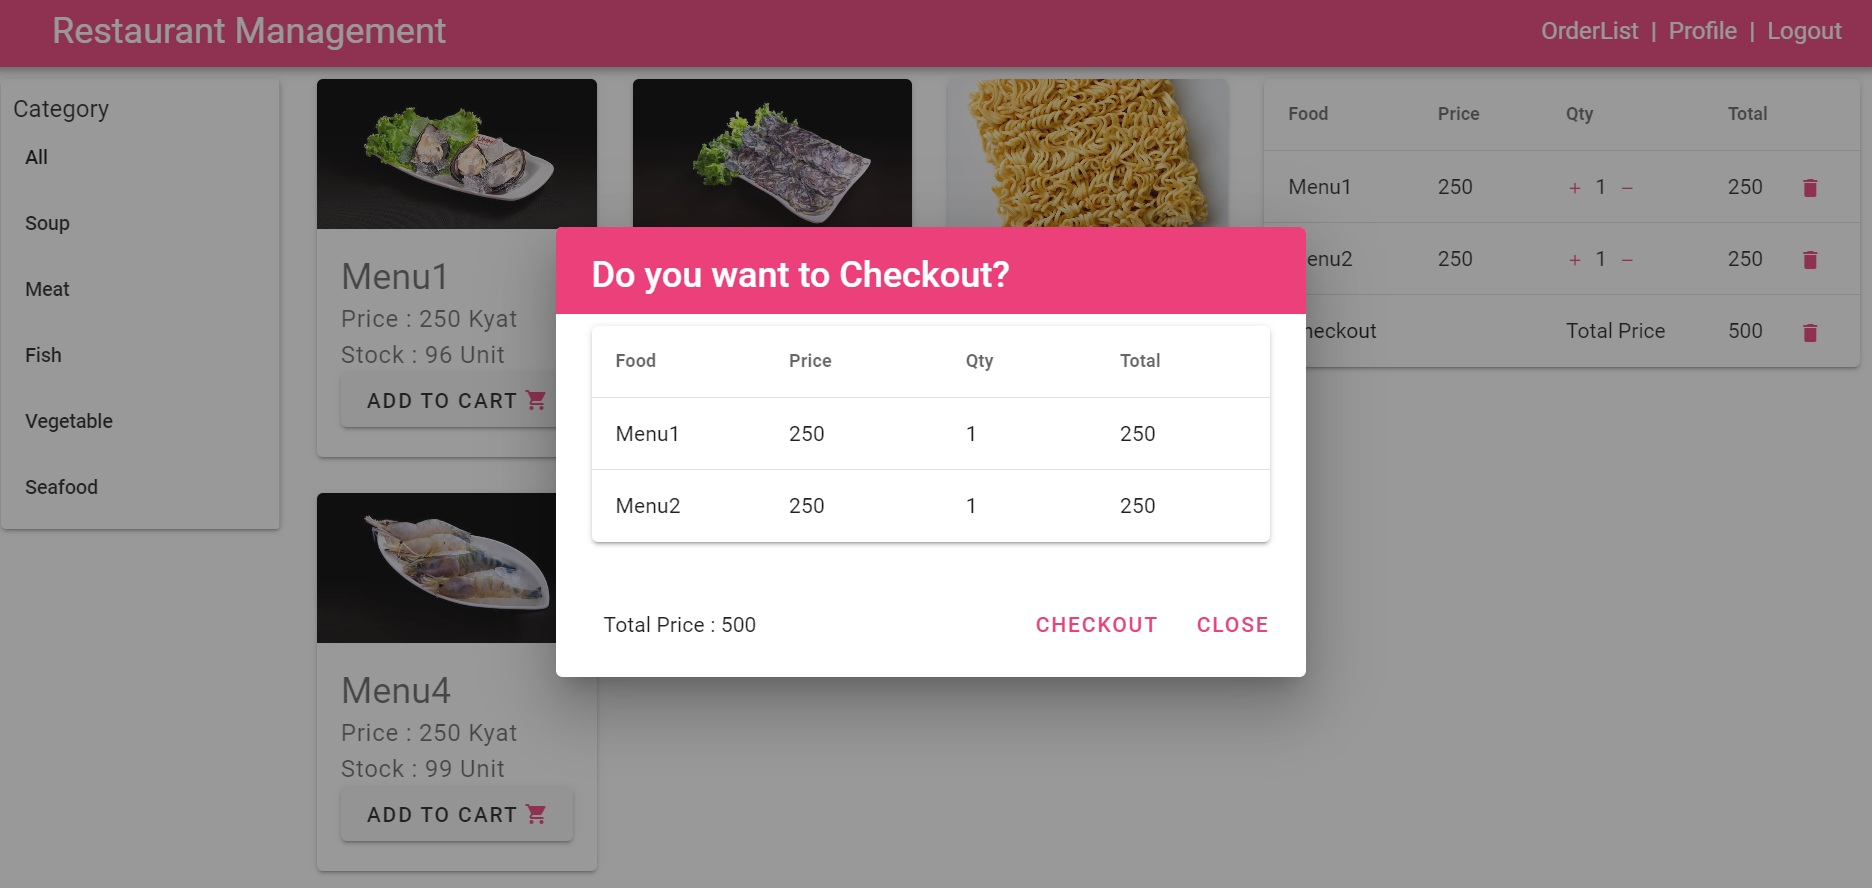 Restaurant Management
OrderList | Profile | Logout
Category
All
Soup
Meat
Fish
Vegetable
Seafood
Menu1
Price : 250 Kyat
Stock : 96 Unit
ADD TO CART
Menu4
Price : 250 Kyat
Stock : 99 Unit
ADD TO CART
Food Price Qty Total
Menu1 250 + 1 − 250
enu2 250 + 1 − 250
heckout Total Price 500
Do you want to Checkout?
Food Price Qty Total
Menu1 250 1 250
Menu2 250 1 250
Total Price : 500
CHECKOUT CLOSE